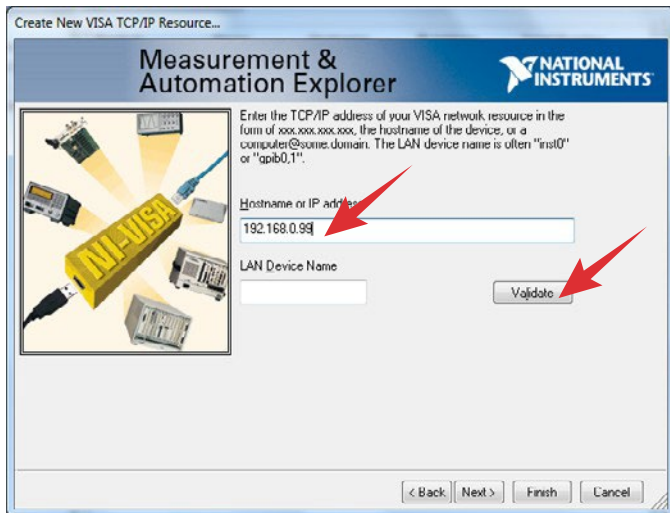 Create New VISA TCP/IP Resource...
Measurement &
Automation Explorer
NATIONAL
INSTRUMENTS
Enter the TCP/IP address of your VISA network resource in the
form of xxx.xxx.xxx.xxx, the hostname of the device, or a
computer@some.domain. The LAN device name is often "inst0"
or "gpib0,1".
Hostname or IP address
192.168.0.99
LAN Device Name
Validate
NI-VISA
< Back Next > Finish Cancel